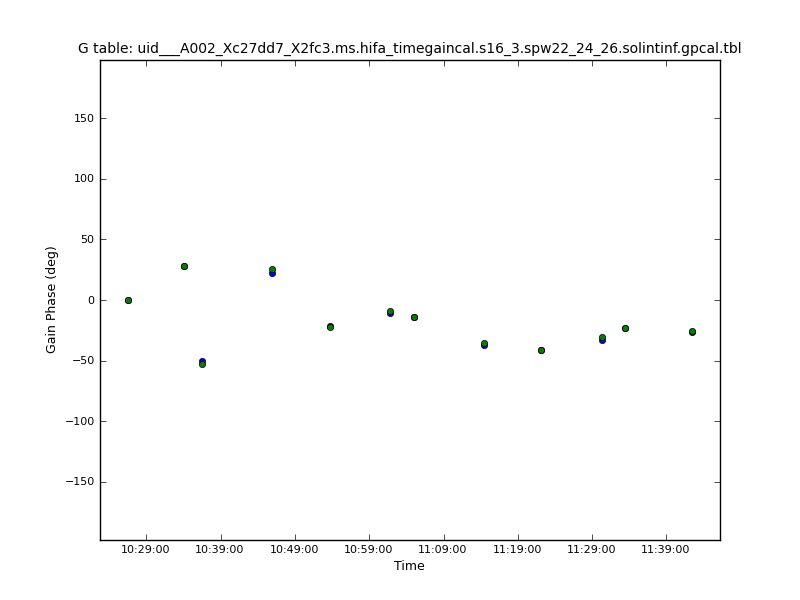 G table: uid___A002_Xc27dd7_X2fc3.ms.hifa_timegaincal.s16_3.spw22_24_26.solintinf.gpcal.tbl
150
100
50
0
−50
−100
−150
Gain Phase (deg)
10:29:00 10:39:00 10:49:00 10:59:00 11:09:00 11:19:00 11:29:00 11:39:00
Time